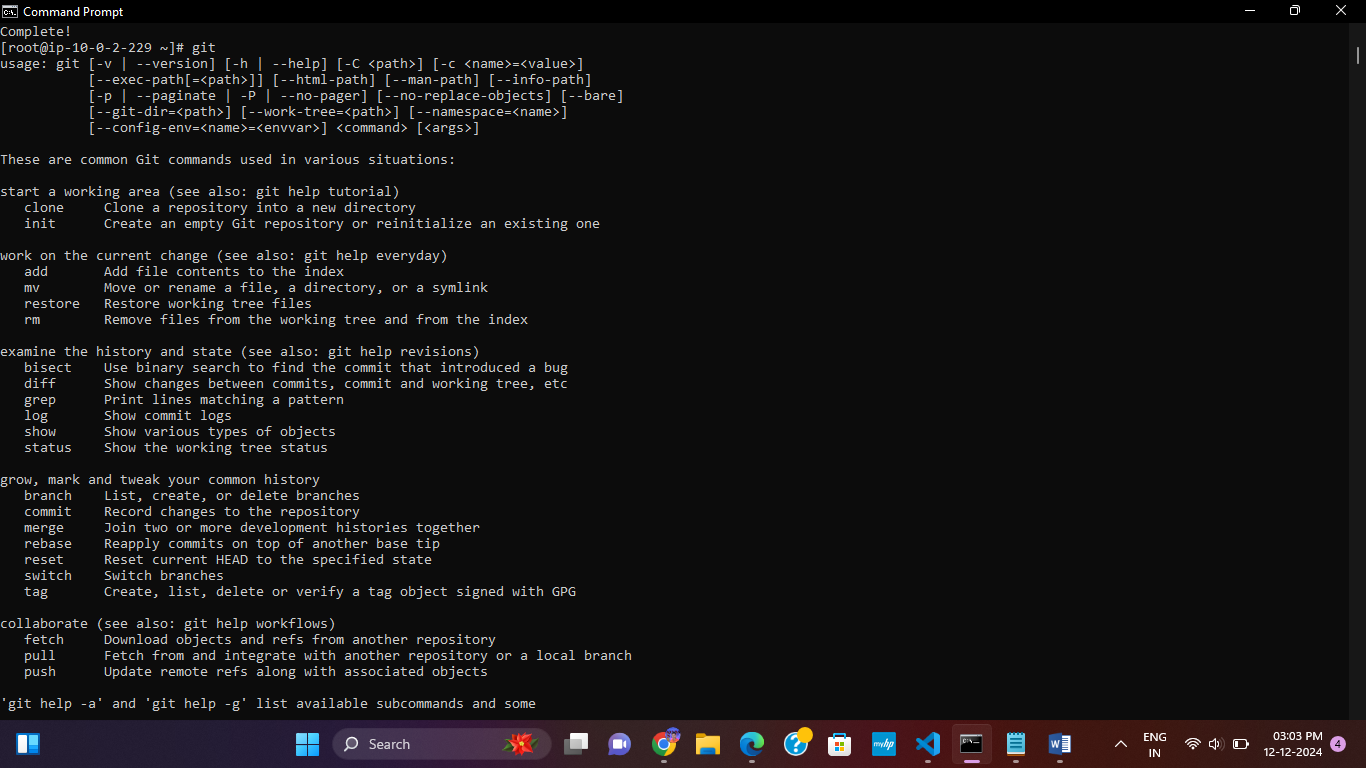 Command Prompt
Complete!
[root@ip-10-0-2-229 ~]# git
usage: git [-v | --version] [-h | --help] [-C <path>] [-c <name>=<value>]
           [--exec-path[=<path>]] [--html-path] [--man-path] [--info-path]
           [-p | --paginate | -P | --no-pager] [--no-replace-objects] [--bare]
           [--git-dir=<path>] [--work-tree=<path>] [--namespace=<name>]
           [--config-env=<name>=<envvar>] <command> [<args>]

These are common Git commands used in various situations:

start a working area (see also: git help tutorial)
   clone     Clone a repository into a new directory
   init      Create an empty Git repository or reinitialize an existing one

work on the current change (see also: git help everyday)
   add       Add file contents to the index
   mv        Move or rename a file, a directory, or a symlink
   restore   Restore working tree files
   rm        Remove files from the working tree and from the index

examine the history and state (see also: git help revisions)
   bisect    Use binary search to find the commit that introduced a bug
   diff      Show changes between commits, commit and working tree, etc
   grep      Print lines matching a pattern
   log       Show commit logs
   show      Show various types of objects
   status    Show the working tree status

grow, mark and tweak your common history
   branch    List, create, or delete branches
   commit    Record changes to the repository
   merge     Join two or more development histories together
   rebase    Reapply commits on top of another base tip
   reset     Reset current HEAD to the specified state
   switch    Switch branches
   tag       Create, list, delete or verify a tag object signed with GPG

collaborate (see also: git help workflows)
   fetch     Download objects and refs from another repository
   pull      Fetch from and integrate with another repository or a local branch
   push      Update remote refs along with associated objects

'git help -a' and 'git help -g' list available subcommands and some
Search
myhp
ENG
IN
03:03 PM
12-12-2024
4